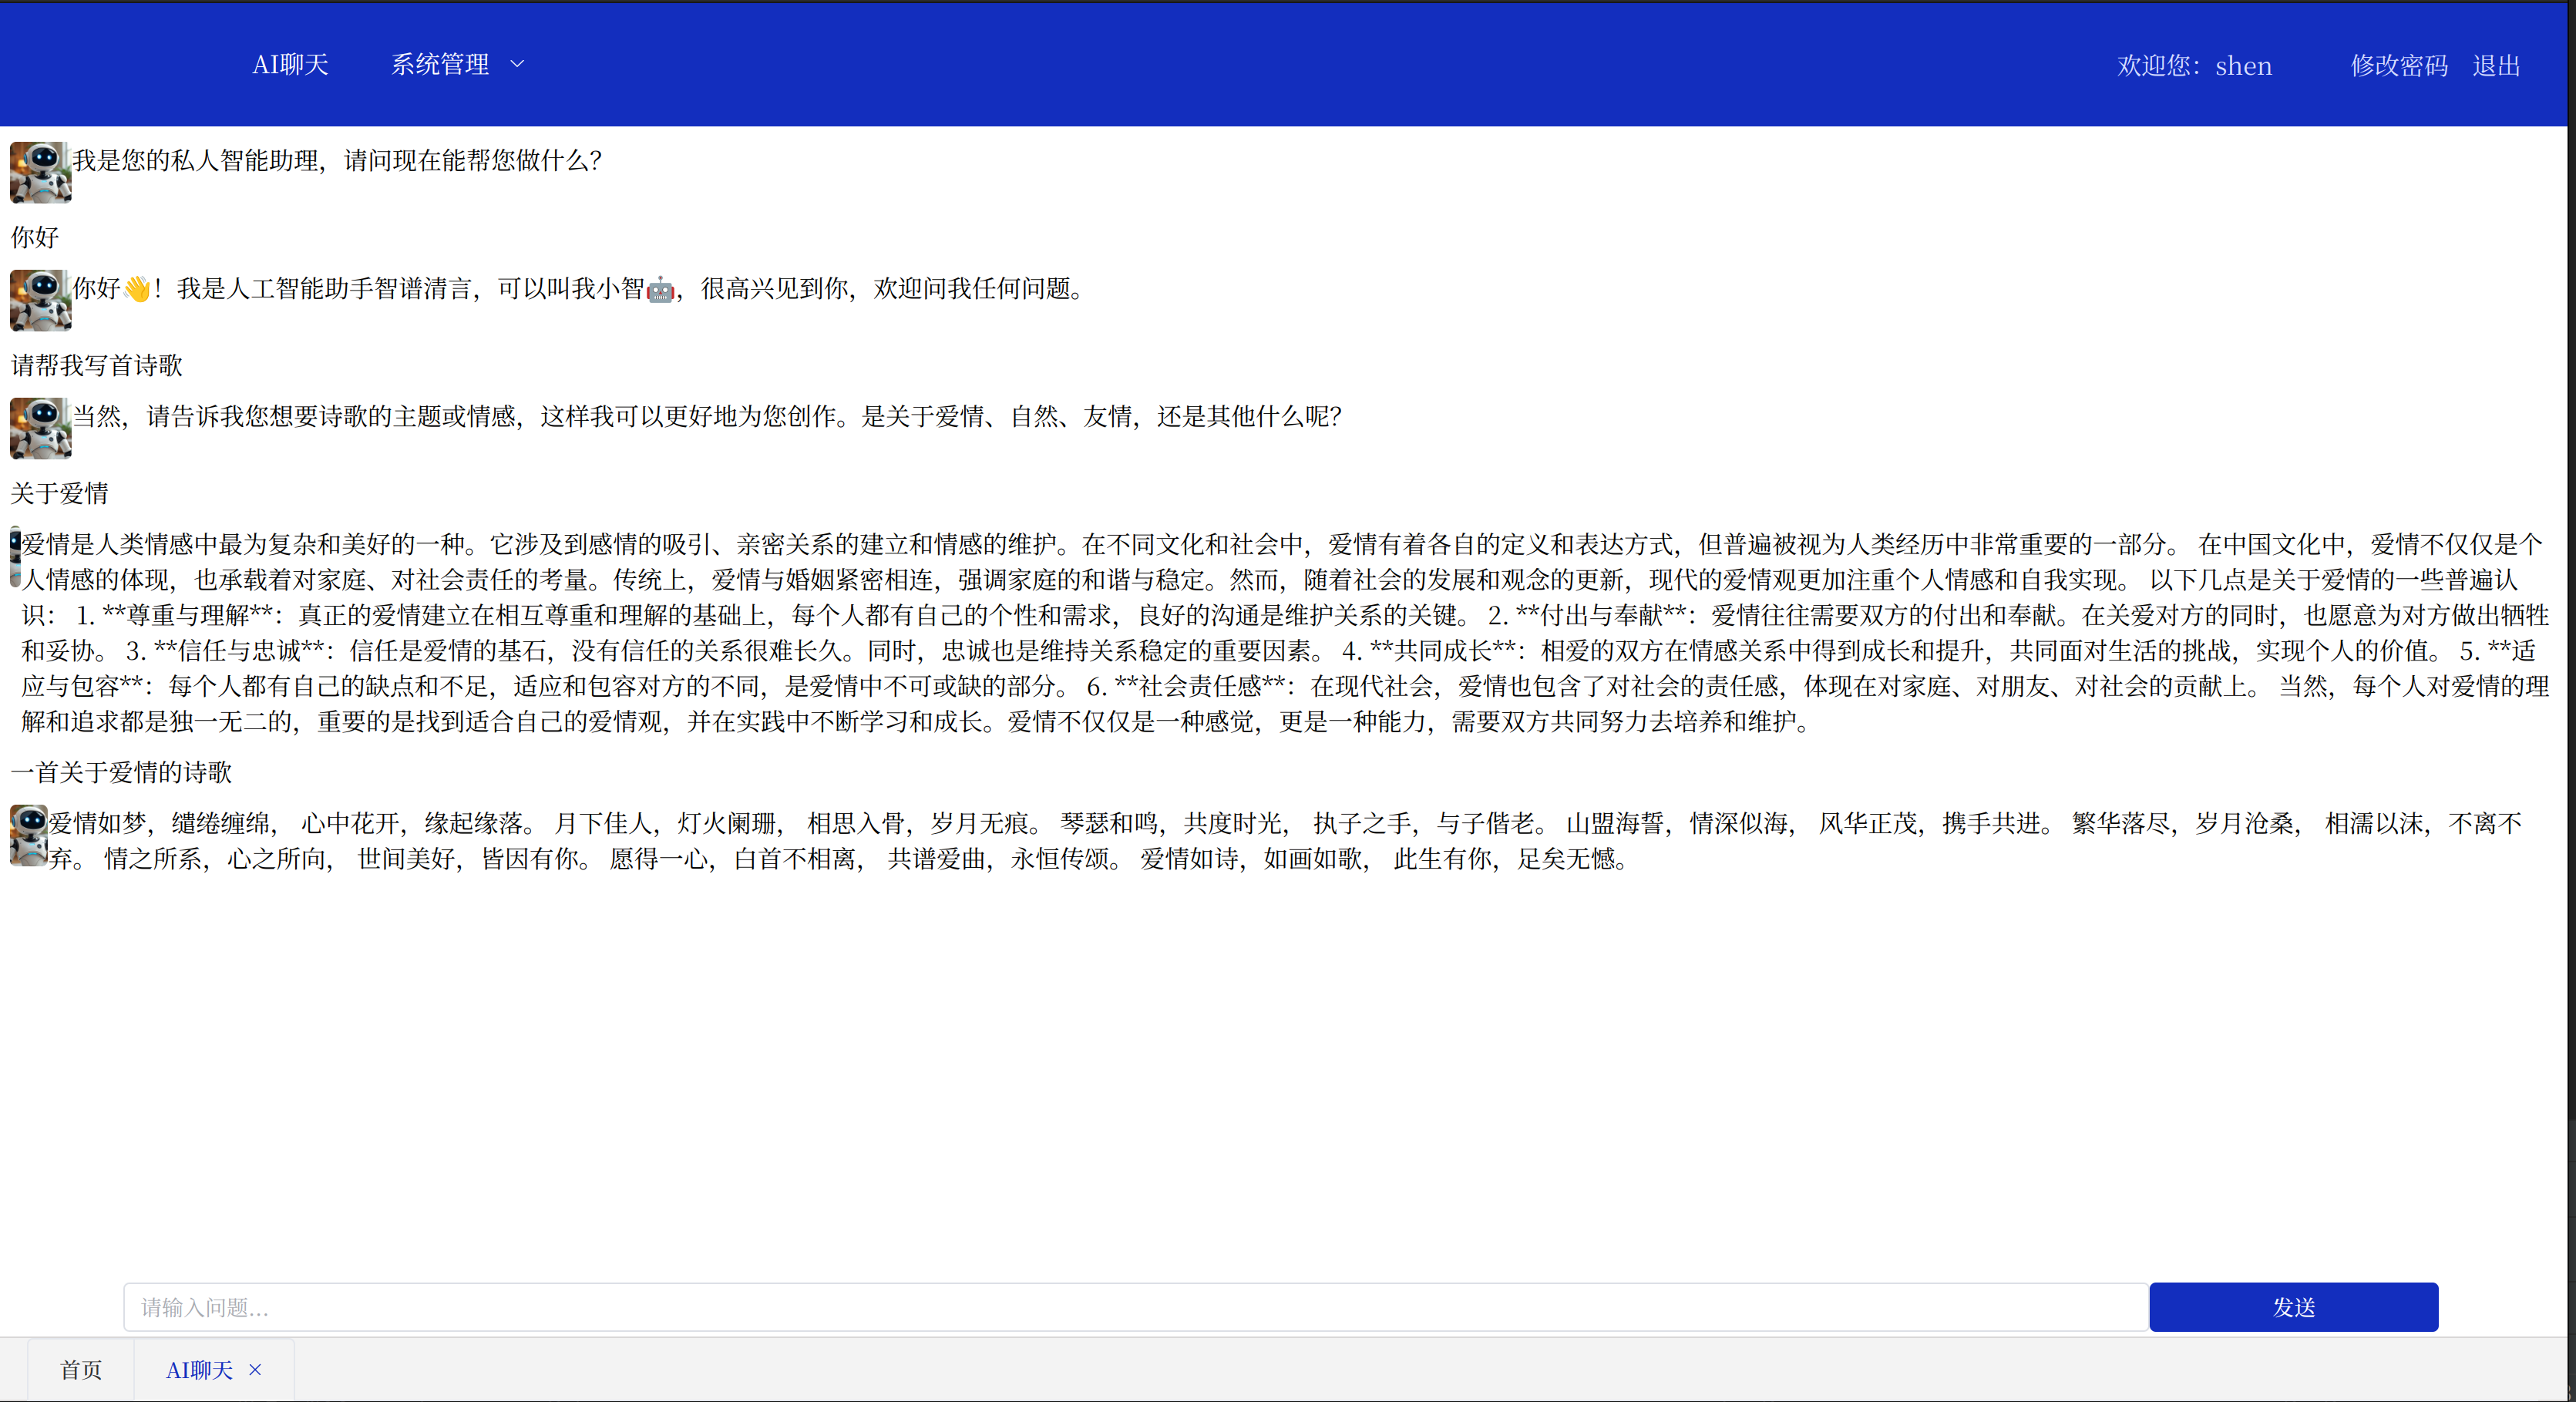 AI聊天 系统管理 欢迎您：shen 修改密码 退出
我是您的私人智能助理，请问现在能帮您做什么？
你好
你好👋！我是人工智能助手智谱清言，可以叫我小智🤖，很高兴见到你，欢迎问我任何问题。
请帮我写首诗歌
当然，请告诉我您想要诗歌的主题或情感，这样我可以更好地为您创作。是关于爱情、自然、友情，还是其他什么呢？
关于爱情
爱情是人类情感中最为复杂和美好的一种。它涉及到感情的吸引、亲密关系的建立和情感的维护。在不同文化和社会中，爱情有着各自的定义和表达方式，但普遍被视为人类经历中非常重要的一部分。 在中国文化中，爱情不仅仅是个
人情感的体现，也承载着对家庭、对社会责任的考量。传统上，爱情与婚姻紧密相连，强调家庭的和谐与稳定。然而，随着社会的发展和观念的更新，现代的爱情观更加注重个人情感和自我实现。 以下几点是关于爱情的一些普遍认
识： 1. **尊重与理解**：真正的爱情建立在相互尊重和理解的基础上，每个人都有自己的个性和需求，良好的沟通是维护关系的关键。 2. **付出与奉献**：爱情往往需要双方的付出和奉献。在关爱对方的同时，也愿意为对方做出牺牲
和妥协。 3. **信任与忠诚**：信任是爱情的基石，没有信任的关系很难长久。同时，忠诚也是维持关系稳定的重要因素。 4. **共同成长**：相爱的双方在情感关系中得到成长和提升，共同面对生活的挑战，实现个人的价值。 5. **适
应与包容**：每个人都有自己的缺点和不足，适应和包容对方的不同，是爱情中不可或缺的部分。 6. **社会责任感**：在现代社会，爱情也包含了对社会的责任感，体现在对家庭、对朋友、对社会的贡献上。 当然，每个人对爱情的理
解和追求都是独一无二的，重要的是找到适合自己的爱情观，并在实践中不断学习和成长。爱情不仅仅是一种感觉，更是一种能力，需要双方共同努力去培养和维护。
一首关于爱情的诗歌
爱情如梦，缱绻缠绵， 心中花开，缘起缘落。 月下佳人，灯火阑珊， 相思入骨，岁月无痕。 琴瑟和鸣，共度时光， 执子之手，与子偕老。 山盟海誓，情深似海， 风华正茂，携手共进。 繁华落尽，岁月沧桑， 相濡以沫，不离不
弃。 情之所系，心之所向， 世间美好，皆因有你。 愿得一心，白首不相离， 共谱爱曲，永恒传颂。 爱情如诗，如画如歌， 此生有你，足矣无憾。
请输入问题... 发送
首页 AI聊天 ×